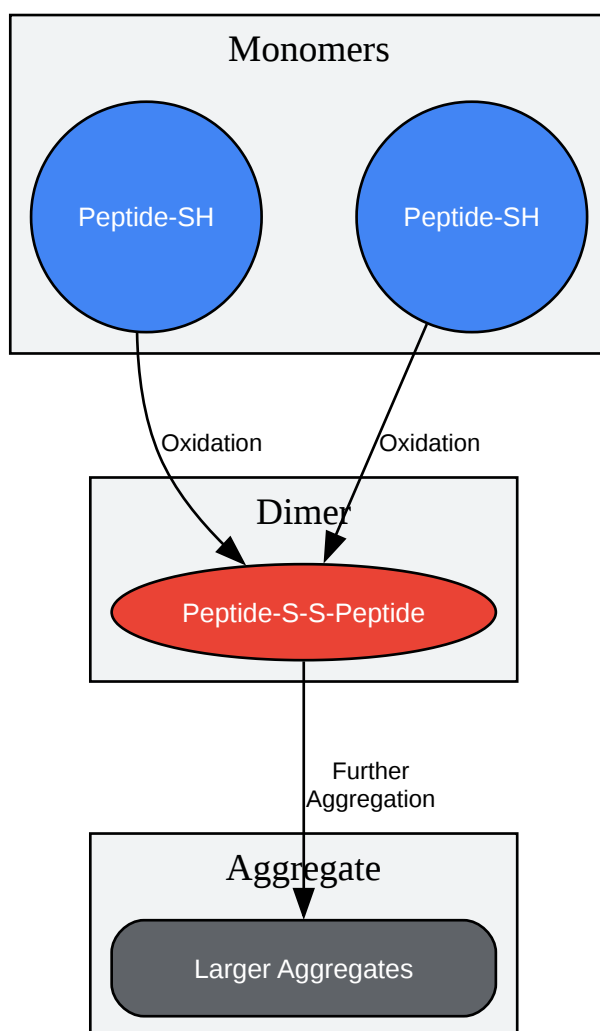 Monomers
Peptide-SH
Peptide-SH
Oxidation
Oxidation
Dimer
Peptide-S-S-Peptide
Further
Aggregation
Aggregate
Larger Aggregates